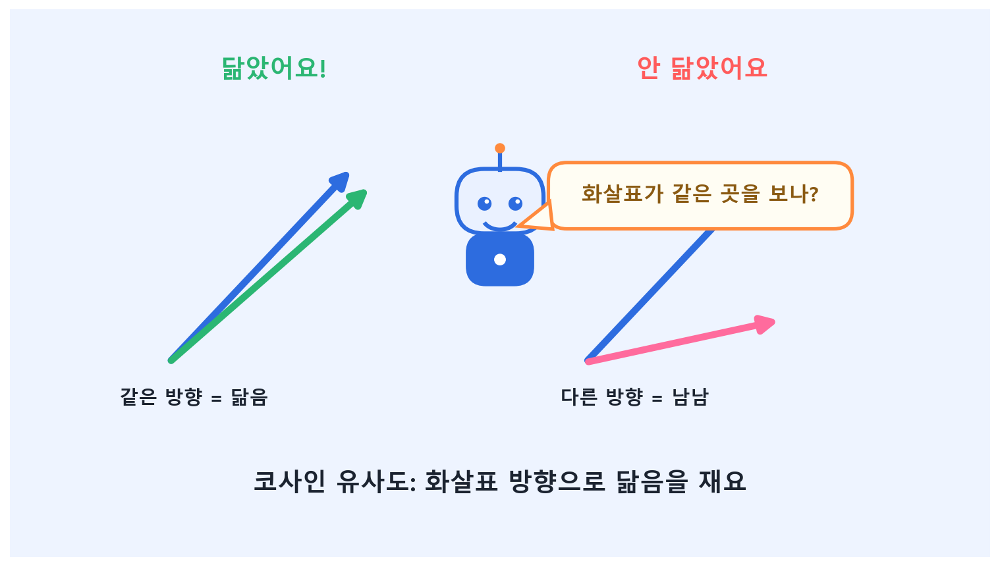 닮았어요!
안 닮았어요
화살표가 같은 곳을 보나?
같은 방향 = 닮음
다른 방향 = 남남
코사인 유사도: 화살표 방향으로 닮음을 재요